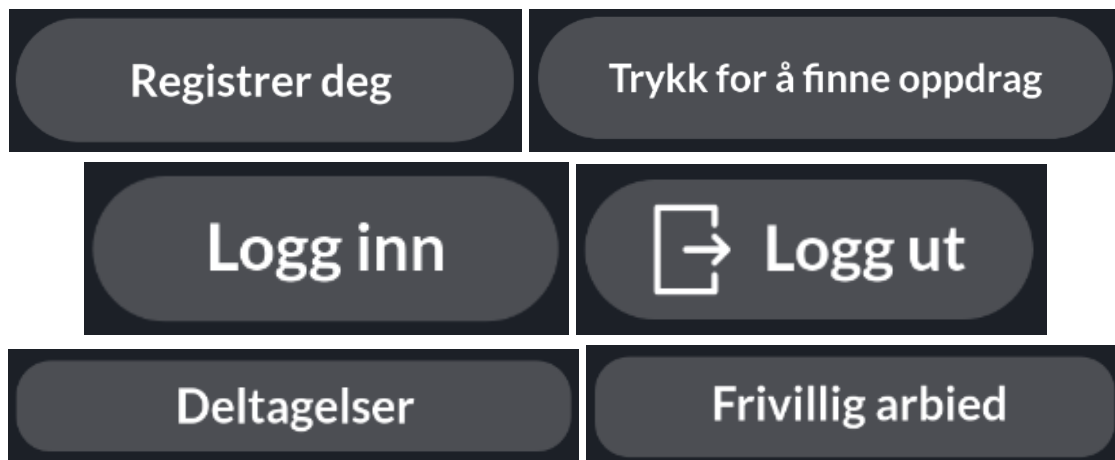 Registrer deg
Trykk for å finne oppdrag
Logg inn
Logg ut
Deltagelser
Frivillig arbied